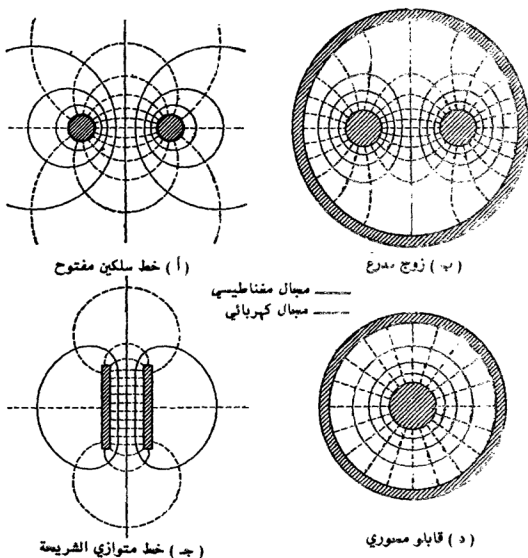 ( أ ) خط سلكين مفتوح
( ب ) زوج مدرع
مجال مغناطيسي
مجال كهربائي
( جـ ) خط متوازي الشريحة
( د ) قابلو محوري